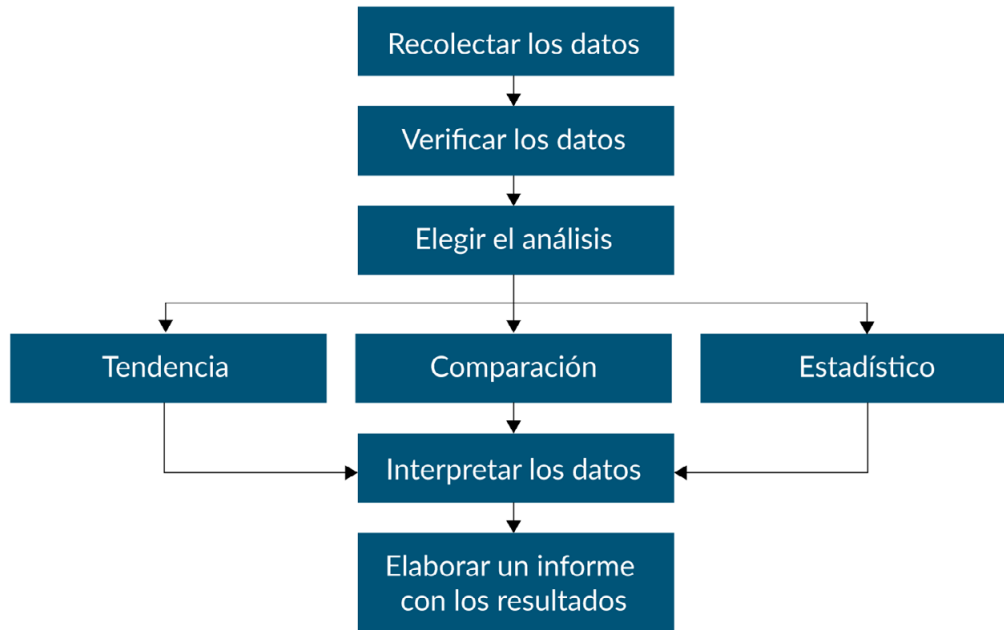 Recolectar los datos
Verificar los datos
Elegir el análisis
Tendencia
Comparación
Estadístico
Interpretar los datos
Elaborar un informe
con los resultados